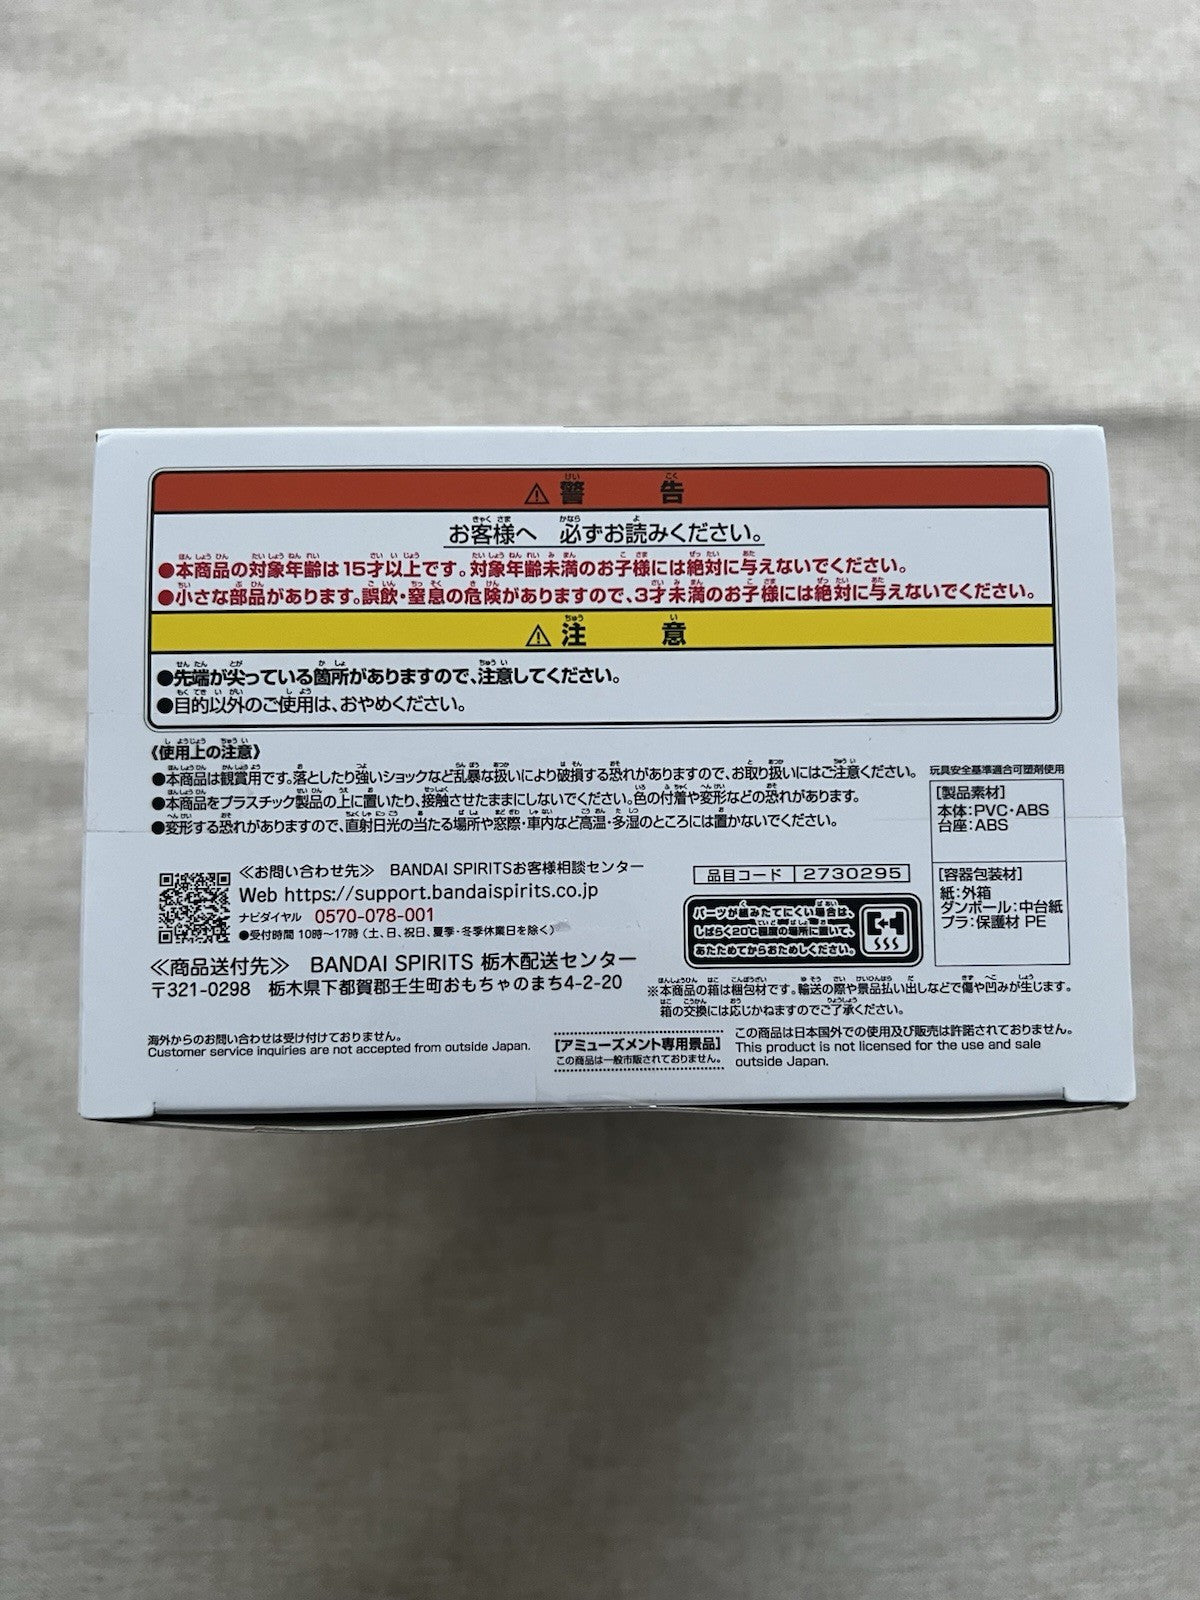 ⚠警告
お客様へ 必ずお読みください。
●本商品の対象年齢は15才以上です。対象年齢未満のお子様には絶対に与えないでください。
●小さな部品があります。誤飲・窒息の危険がありますので、3才未満のお子様には絶対に与えないでください。
⚠注意
●先端が尖っている箇所がありますので、注意してください。
●目的以外のご使用は、おやめください。
《使用上の注意》
●本商品は観賞用です。落としたり強いショックなど乱暴な扱いにより破損する恐れがありますので、お取り扱いにはご注意ください。
●本商品をプラスチック製品の上に置いたり、接触させたままにしないでください。色の付着や変形などの恐れがあります。
●変形する恐れがありますので、直射日光の当たる場所や窓際・車内など高温・多湿のところには置かないでください。
玩具安全基準適合可塑剤使用
[製品素材]
本体:PVC・ABS
台座:ABS
[容器包装材]
紙:外箱
ダンボール:中台紙
プラ:保護材 PE
≪お問い合わせ先≫ BANDAI SPIRITSお客様相談センター
Web https://support.bandaispirits.co.jp
ナビダイヤル 0570-078-001
●受付時間 10時〜17時(土、日、祝日、夏季・冬季休業日を除く)
≪商品送付先≫ BANDAI SPIRITS 栃木配送センター
〒321-0298 栃木県下都賀郡壬生町おもちゃのまち4-2-20
品目コード 2730295
パーツが組みたてにくい場合は、
しばらく20℃程度の場所に置いて、
あたためてからおためしください。
※本商品の箱は梱包材です。輸送の際や景品払い出しなどで傷や凹みが生じます。
箱の交換には応じかねますのでご了承ください。
海外からのお問い合わせは受け付けておりません。
Customer service inquiries are not accepted from outside Japan.
[アミューズメント専用景品]
この商品は一般市販されておりません。
この商品は日本国外での使用及び販売は許諾されておりません。
This product is not licensed for the use and sale
outside Japan.